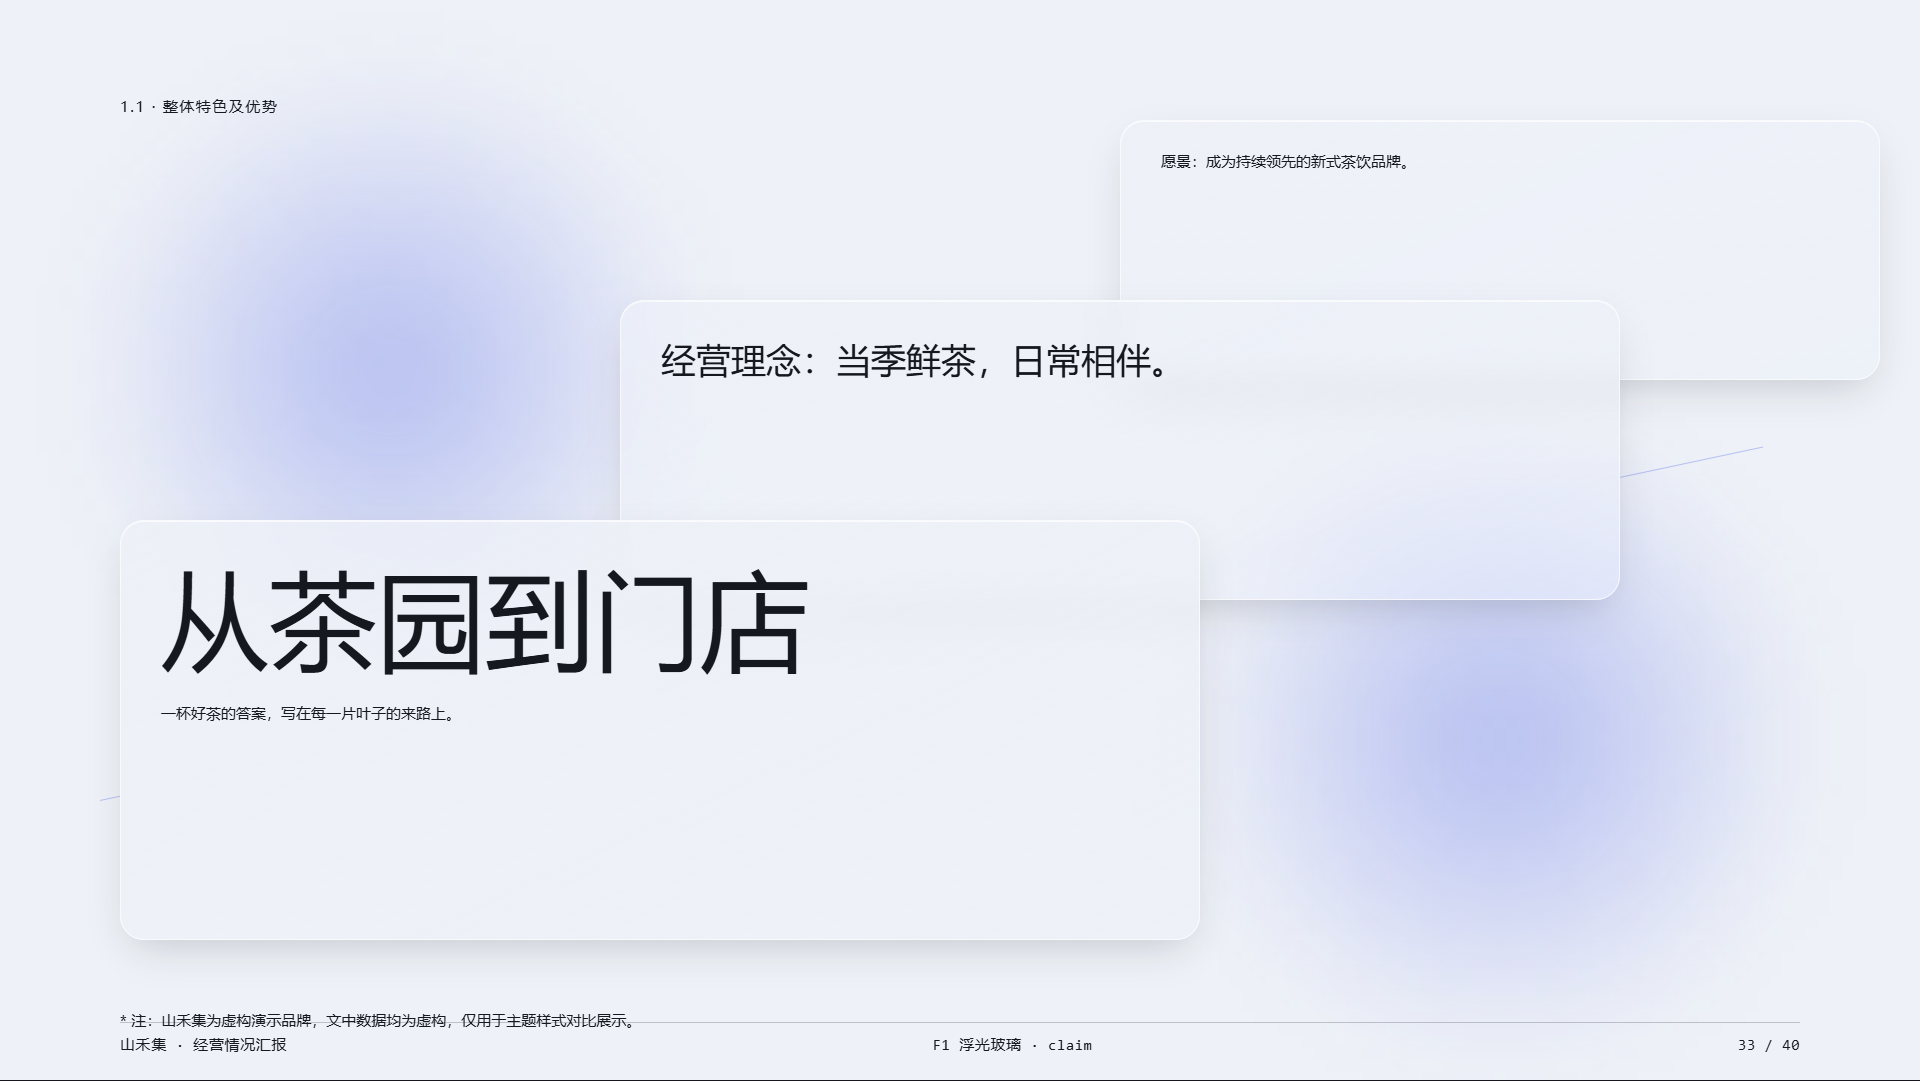 1.1 · 整体特色及优势
愿景：成为持续领先的新式茶饮品牌。
经营理念：当季鲜茶，日常相伴。
从茶园到门店
一杯好茶的答案，写在每一片叶子的来路上。
* 注：山禾集为虚构演示品牌，文中数据均为虚构，仅用于主题样式对比展示。
山禾集 · 经营情况汇报
F1 浮光玻璃 · claim
33 / 40